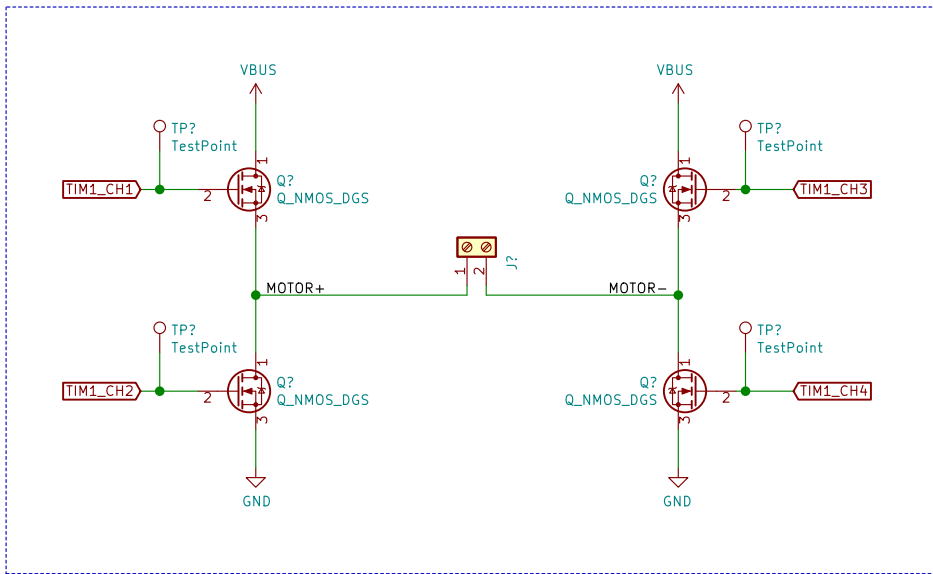 VBUS
VBUS
TP?
TestPoint
TP?
TestPoint
1
1
TIM1_CH1
2
Q?
Q_NMOS_DGS
Q?
Q_NMOS_DGS
2
TIM1_CH3
3
3
J?
1
2
MOTOR+
MOTOR-
TP?
TestPoint
TP?
TestPoint
1
1
TIM1_CH2
2
Q?
Q_NMOS_DGS
Q?
Q_NMOS_DGS
2
TIM1_CH4
3
3
GND
GND